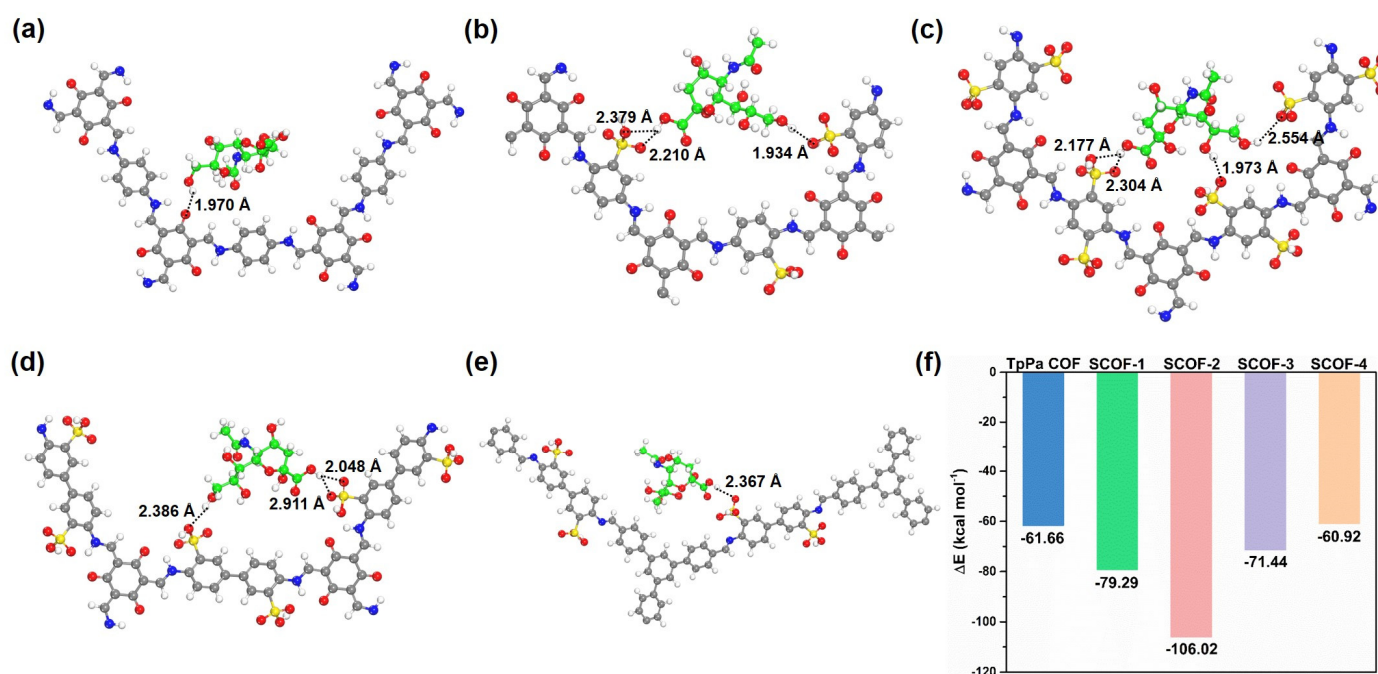 (a)
1.970 Å
(b)
2.379 Å
2.210 Å
1.934 Å
(c)
2.177 Å
2.304 Å
1.973 Å
2.554 Å
(d)
2.386 Å
2.911 Å
2.048 Å
(e)
2.367 Å
(f)
TpPa COF SCOF-1 SCOF-2 SCOF-3 SCOF-4
0
-20
-40
-60
-80
-100
-120
ΔE (kcal mol⁻¹)
-61.66
-79.29
-106.02
-71.44
-60.92